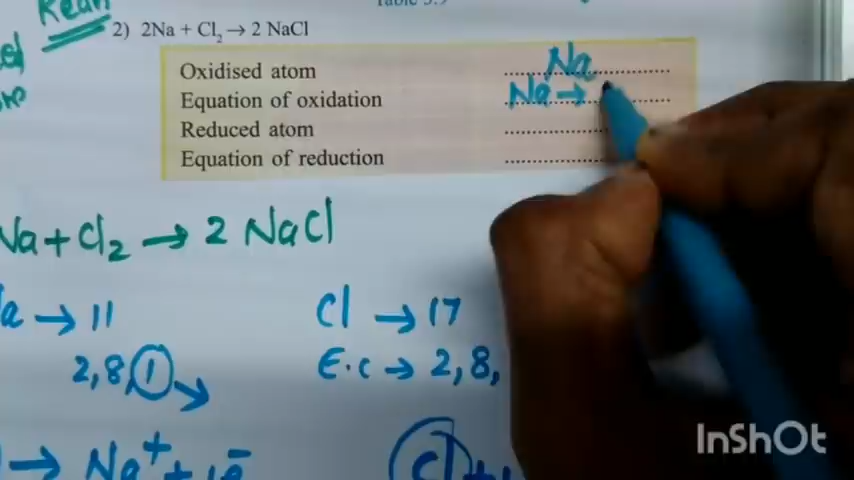 2) 2Na + Cl₂ → 2 NaCl
Oxidised atom ........ Na ........
Equation of oxidation Na →
Reduced atom ........
Equation of reduction ........
Na + Cl₂ → 2 NaCl
→ 11
Cl → 17
2,8,1
E.C → 2,8,
→ Na⁺ + 1e⁻
Cl +
InShOt